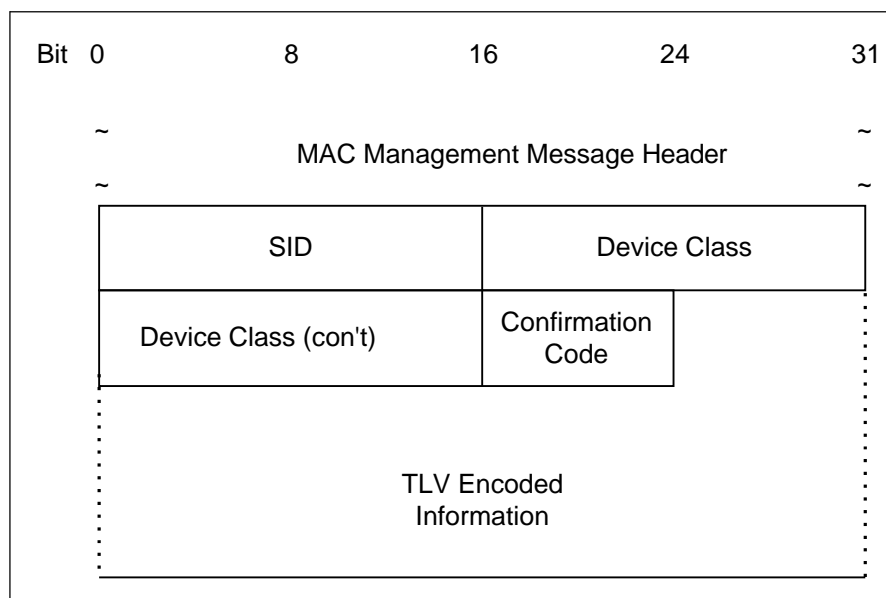 Bit 0 8 16 24 31
~ ~
MAC Management Message Header
~ ~
SID Device Class
Device Class (con't) Confirmation
Code
TLV Encoded
Information